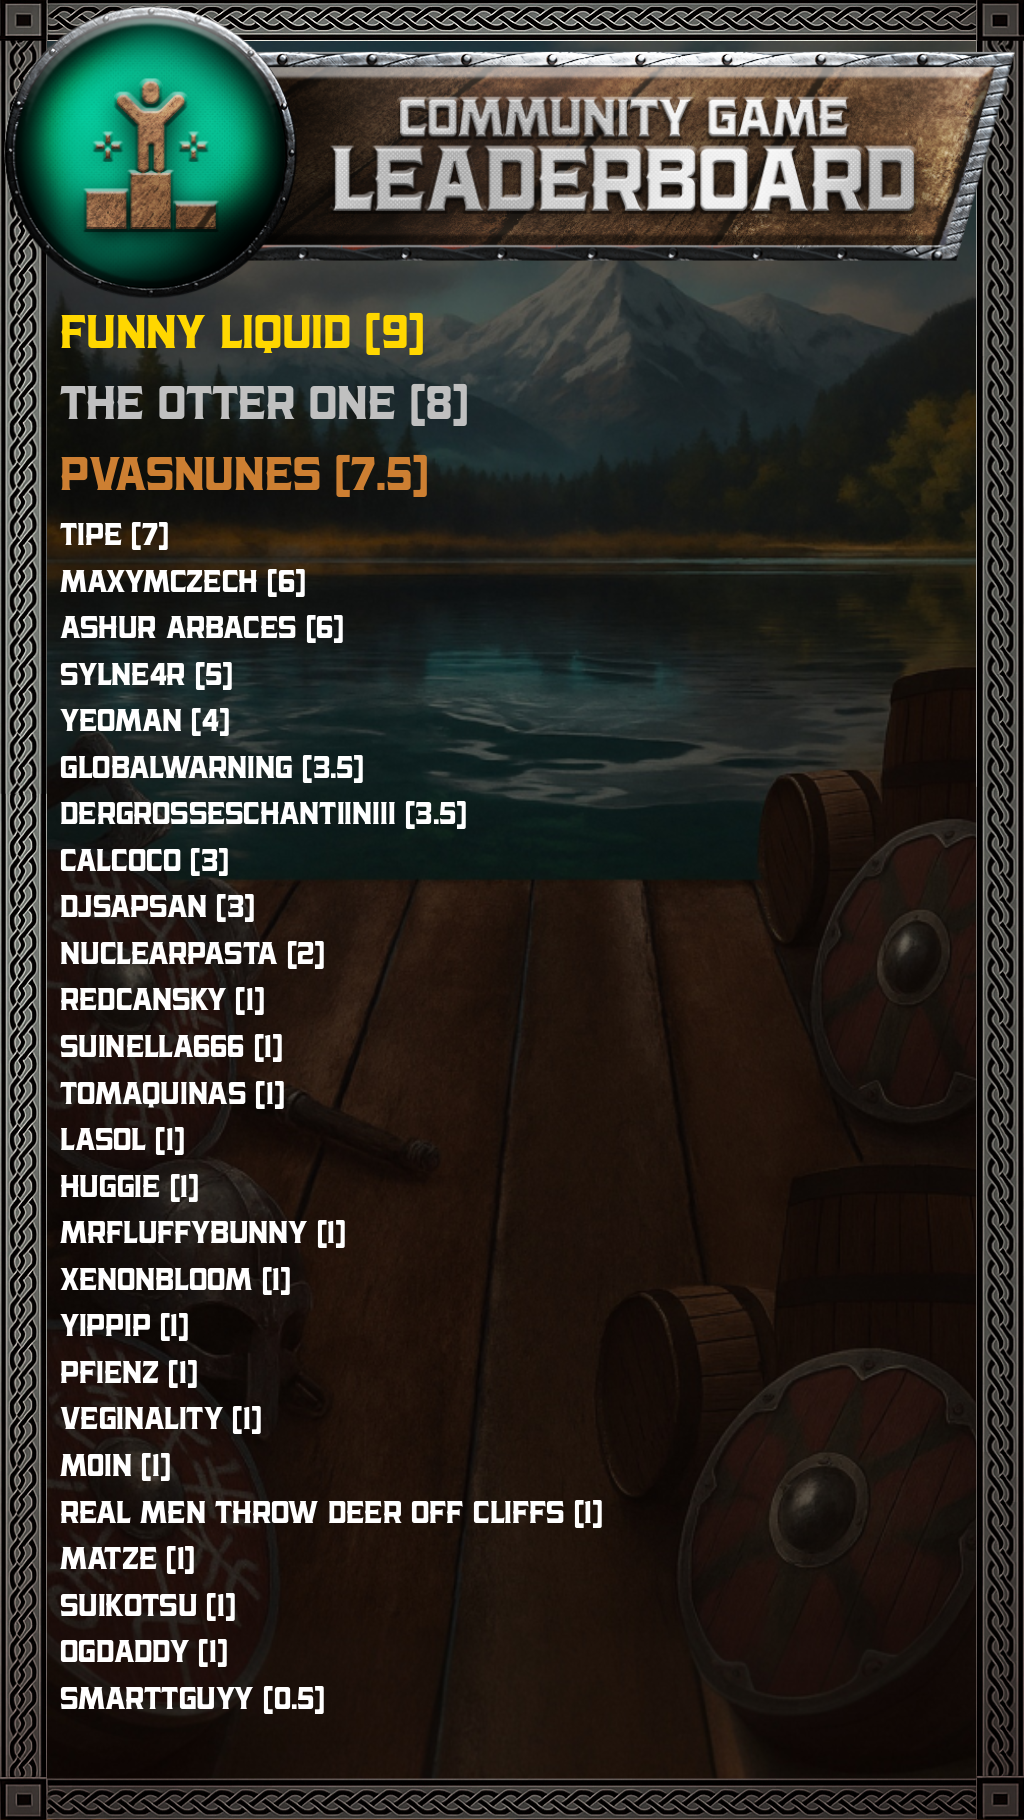 COMMUNITY GAME
LEADERBOARD
FUNNY LIQUID [9]
THE OTTER ONE [8]
PVASNUNES [7.5]
TIPE [7]
MAXYMCZECH [6]
ASHUR ARBACES [6]
SYLNE4R [5]
YEOMAN [4]
GLOBALWARNING [3.5]
DERGROSSESCHANTIINIII [3.5]
CALCOCO [3]
DJSAPSAN [3]
NUCLEARPASTA [2]
REDCANSKY [1]
SUINELLA666 [1]
TOMAQUINAS [1]
LASOL [1]
HUGGIE [1]
MRFLUFFYBUNNY [1]
XENONBLOOM [1]
YIPPIP [1]
PFIENZ [1]
VEGINALITY [1]
MOIN [1]
REAL MEN THROW DEER OFF CLIFFS [1]
MATZE [1]
SUIKOTSU [1]
OGDADDY [1]
SMARTTGUYY [0.5]